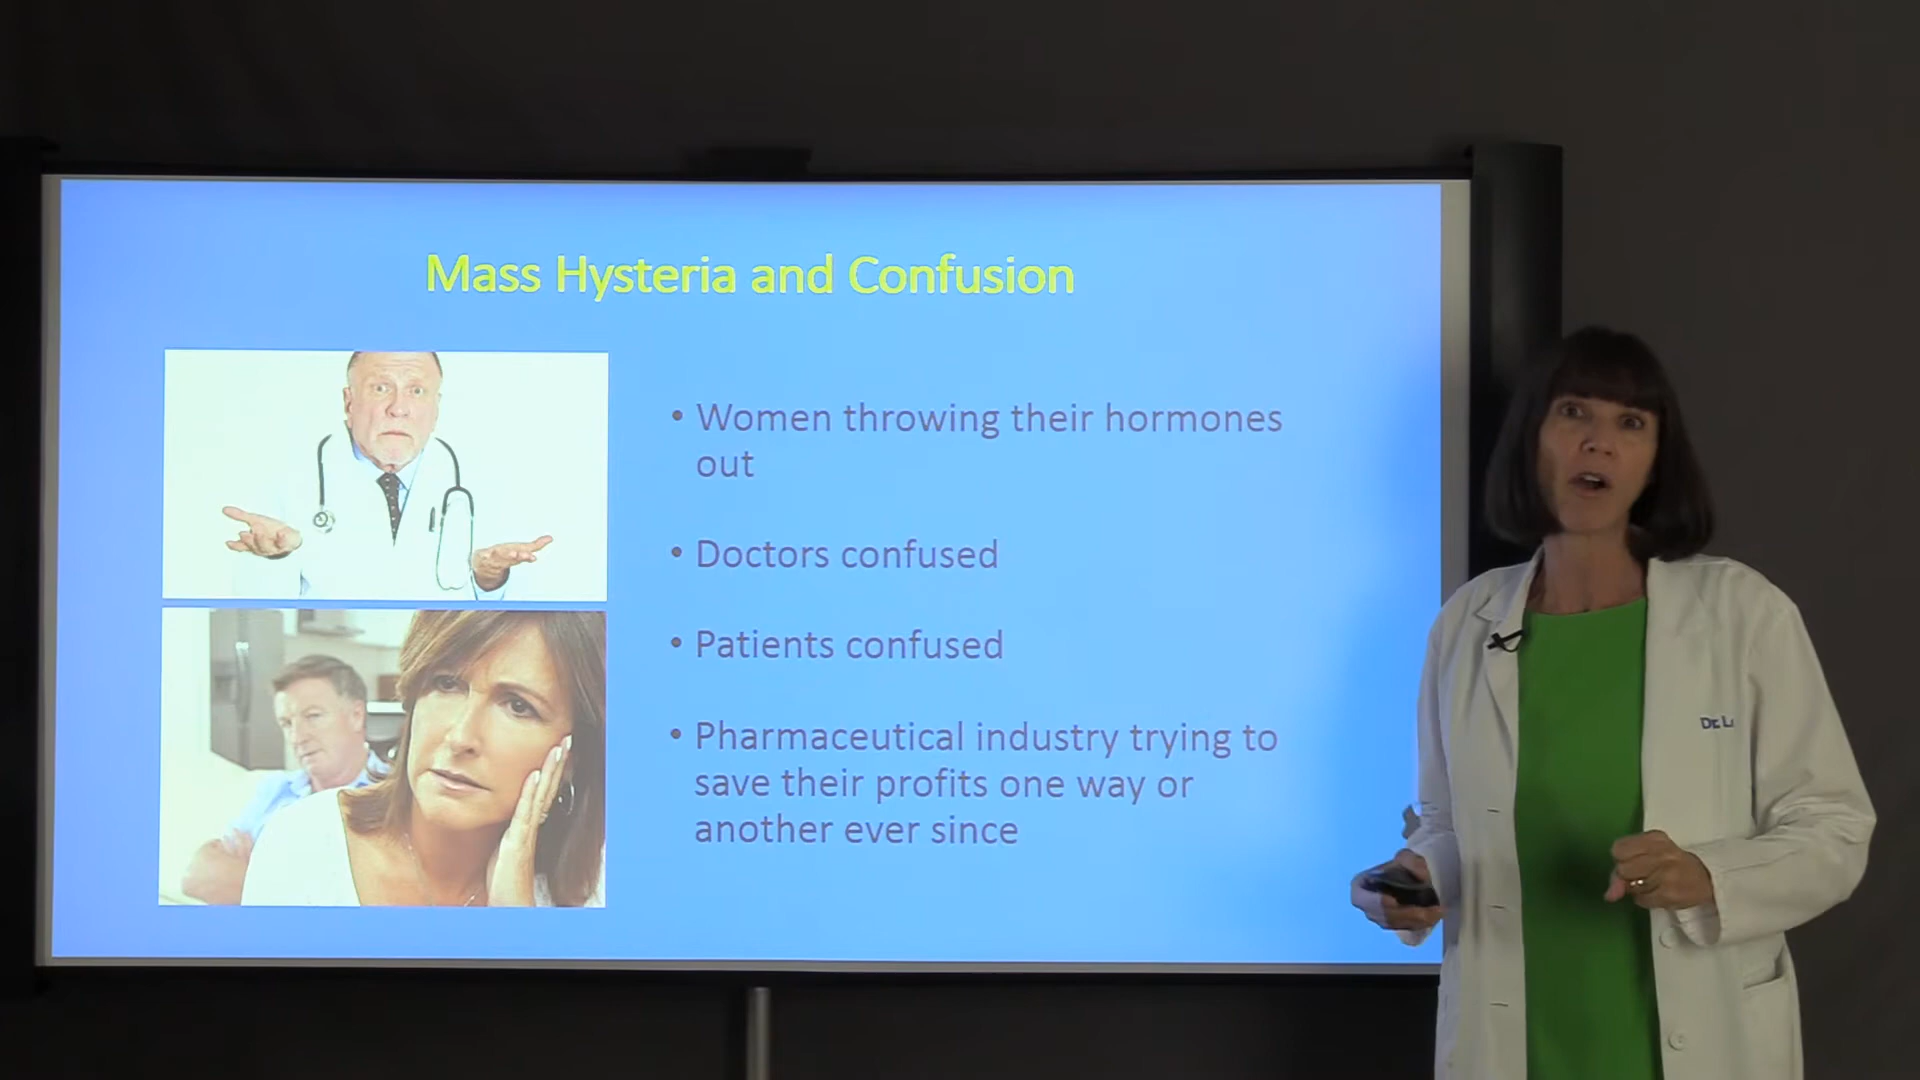 Mass Hysteria and Confusion
• Women throwing their hormones
out
• Doctors confused
• Patients confused
• Pharmaceutical industry trying to
save their profits one way or
another ever since
Dr. L